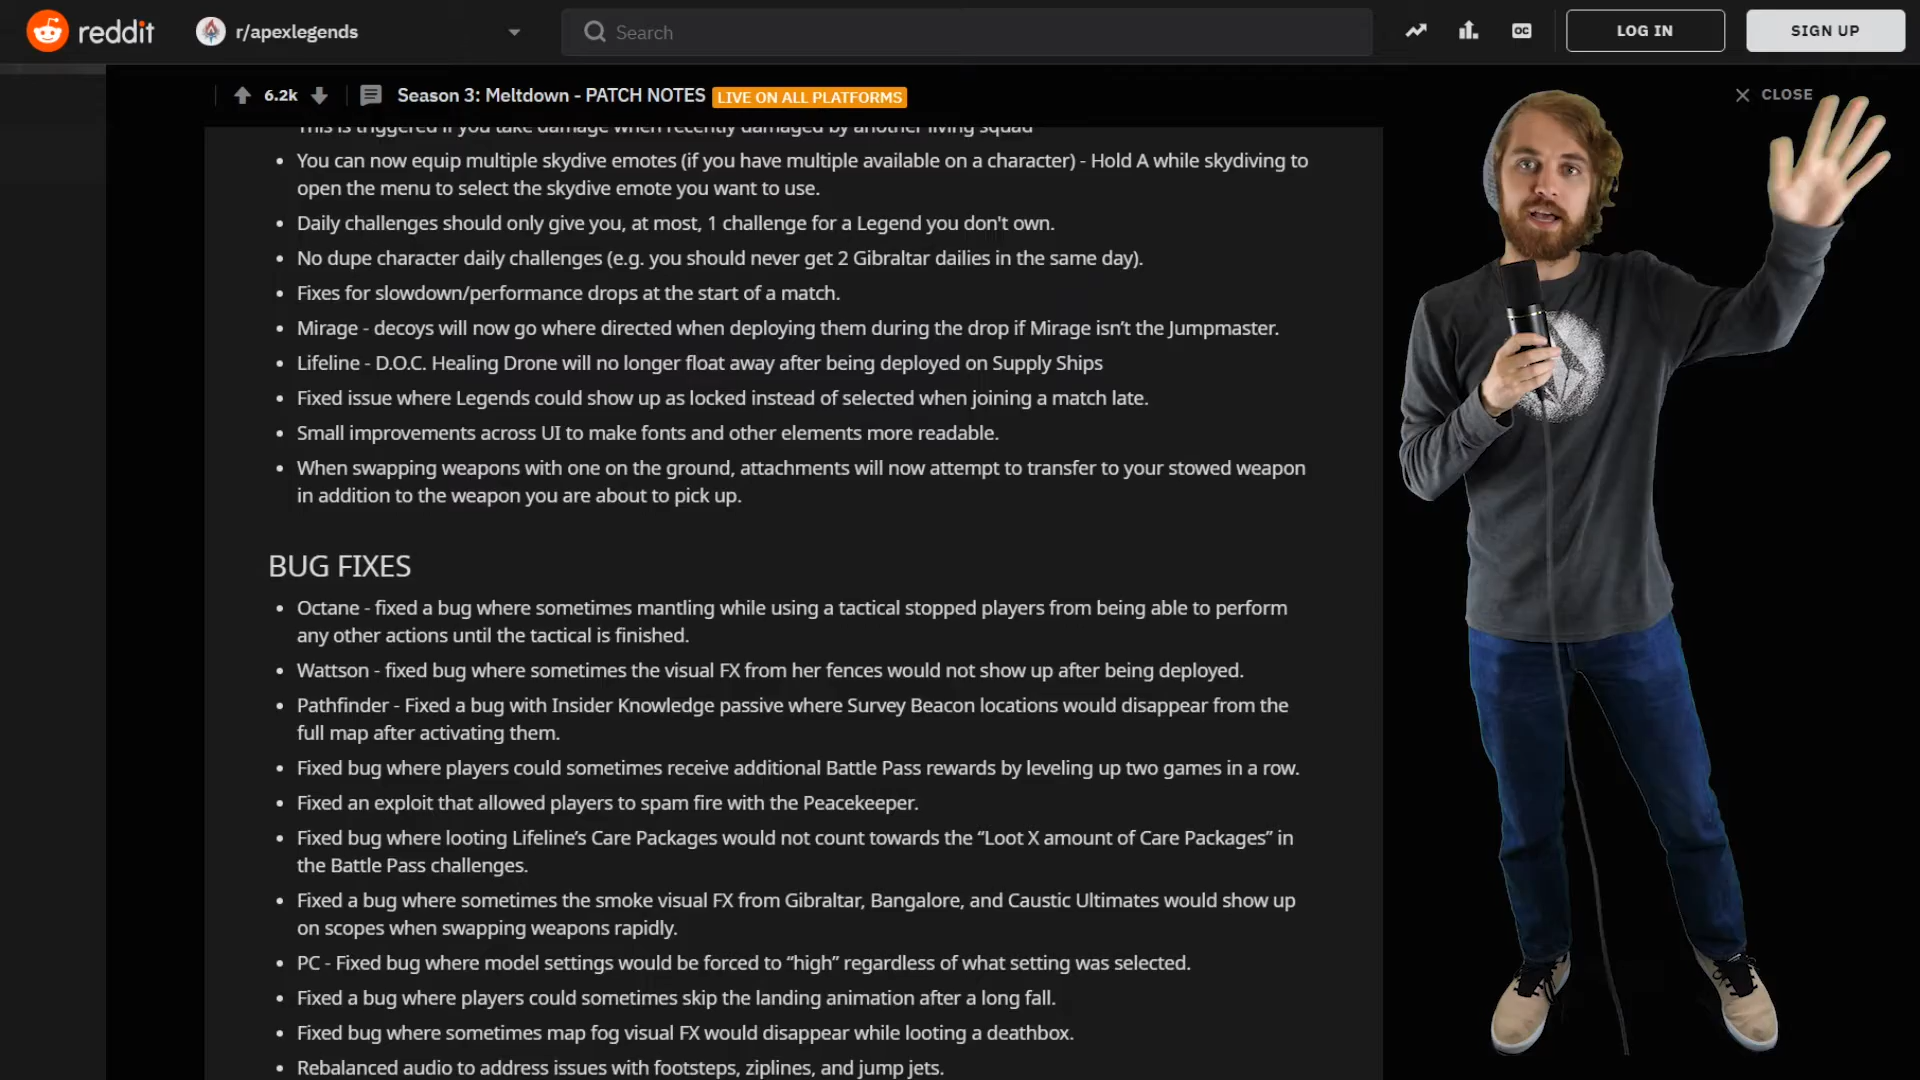 reddit
r/apexlegends
Search
OC
LOG IN
SIGN UP
6.2k
Season 3: Meltdown - PATCH NOTES
LIVE ON ALL PLATFORMS
CLOSE
This is triggered if you take damage when recently damaged by another living squad
• You can now equip multiple skydive emotes (if you have multiple available on a character) - Hold A while skydiving to
open the menu to select the skydive emote you want to use.
• Daily challenges should only give you, at most, 1 challenge for a Legend you don't own.
• No dupe character daily challenges (e.g. you should never get 2 Gibraltar dailies in the same day).
• Fixes for slowdown/performance drops at the start of a match.
• Mirage - decoys will now go where directed when deploying them during the drop if Mirage isn’t the Jumpmaster.
• Lifeline - D.O.C. Healing Drone will no longer float away after being deployed on Supply Ships
• Fixed issue where Legends could show up as locked instead of selected when joining a match late.
• Small improvements across UI to make fonts and other elements more readable.
• When swapping weapons with one on the ground, attachments will now attempt to transfer to your stowed weapon
in addition to the weapon you are about to pick up.
BUG FIXES
• Octane - fixed a bug where sometimes mantling while using a tactical stopped players from being able to perform
any other actions until the tactical is finished.
• Wattson - fixed bug where sometimes the visual FX from her fences would not show up after being deployed.
• Pathfinder - Fixed a bug with Insider Knowledge passive where Survey Beacon locations would disappear from the
full map after activating them.
• Fixed bug where players could sometimes receive additional Battle Pass rewards by leveling up two games in a row.
• Fixed an exploit that allowed players to spam fire with the Peacekeeper.
• Fixed bug where looting Lifeline’s Care Packages would not count towards the “Loot X amount of Care Packages” in
the Battle Pass challenges.
• Fixed a bug where sometimes the smoke visual FX from Gibraltar, Bangalore, and Caustic Ultimates would show up
on scopes when swapping weapons rapidly.
• PC - Fixed bug where model settings would be forced to “high” regardless of what setting was selected.
• Fixed a bug where players could sometimes skip the landing animation after a long fall.
• Fixed bug where sometimes map fog visual FX would disappear while looting a deathbox.
• Rebalanced audio to address issues with footsteps, ziplines, and jump jets.